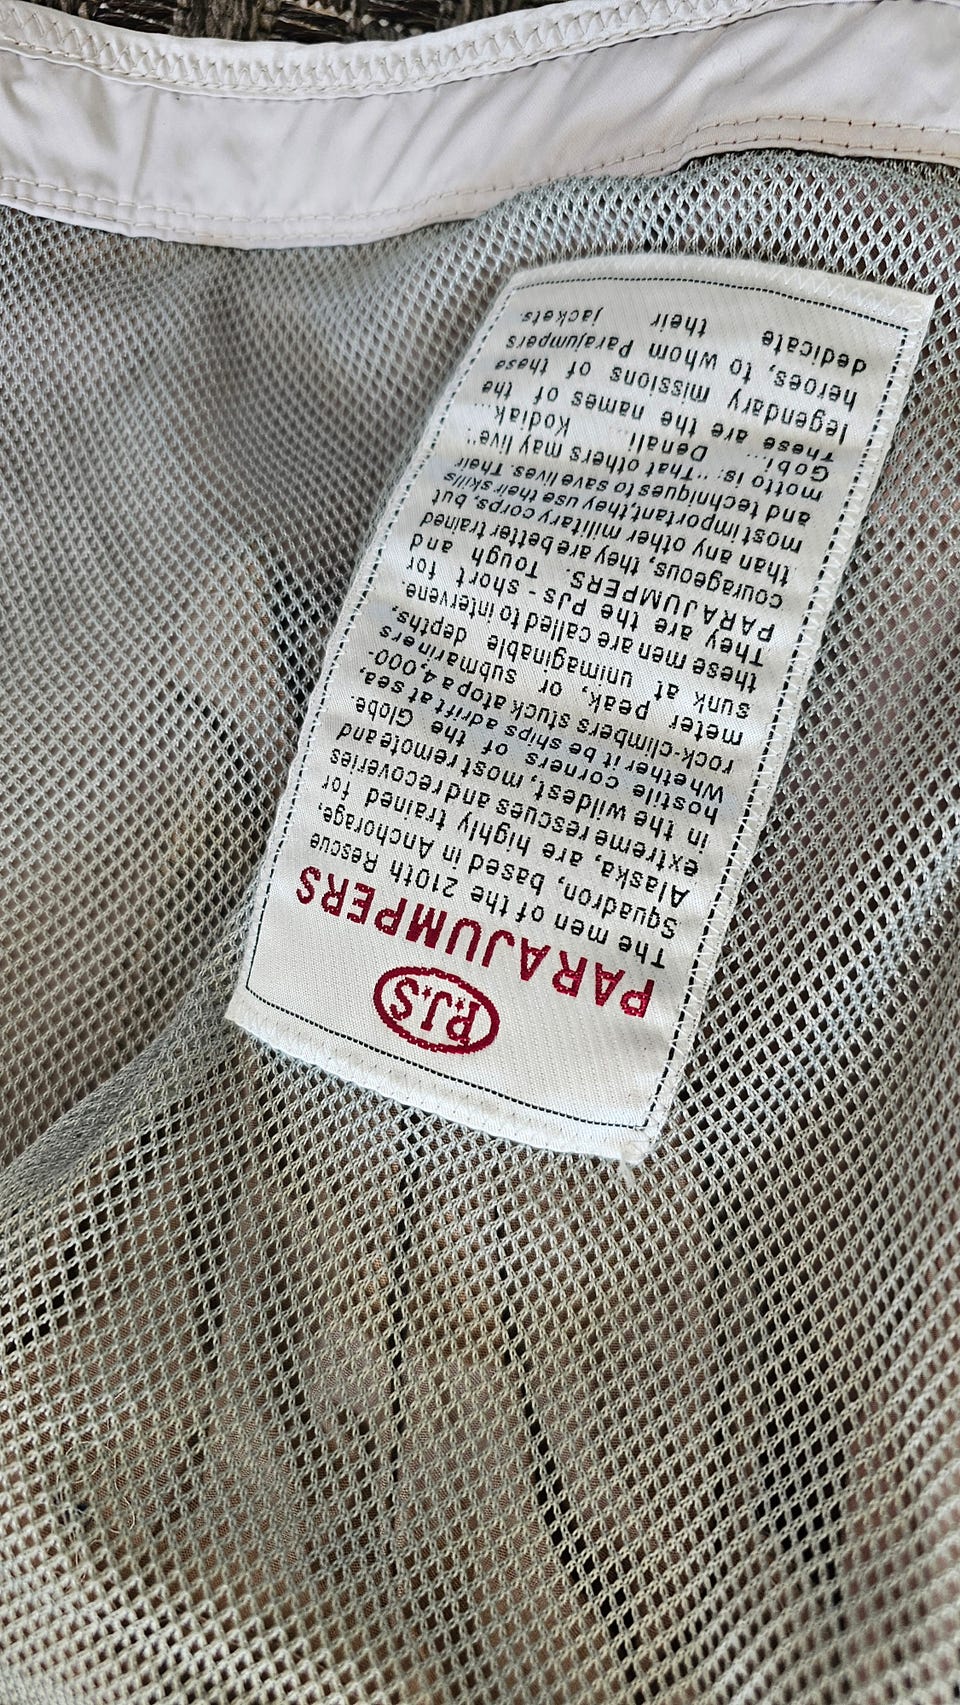 P.J.S
PARAJUMPERS
The men of the 210th Rescue
Squadron, based in Anchorage,
Alaska, are highly trained for
extreme rescues and recoveries
in the wildest, most remote and
hostile corners of the Globe.
Whether it be ships adrift at sea,
rock-climbers stuck atop a 4,000-
meter peak, or submariners
sunk at unimaginable depths,
these men are called to intervene.
They are the PJs - short for
PARAJUMPERS. Tough and
courageous, they are better trained
than any other military corps, but
most important, they use their skills
and techniques to save lives. Their
motto is: "That others may live".
Gobi... Denali... Kodiak...
These are the names of the
legendary missions of these
heroes, to whom Parajumpers
dedicate their jackets.